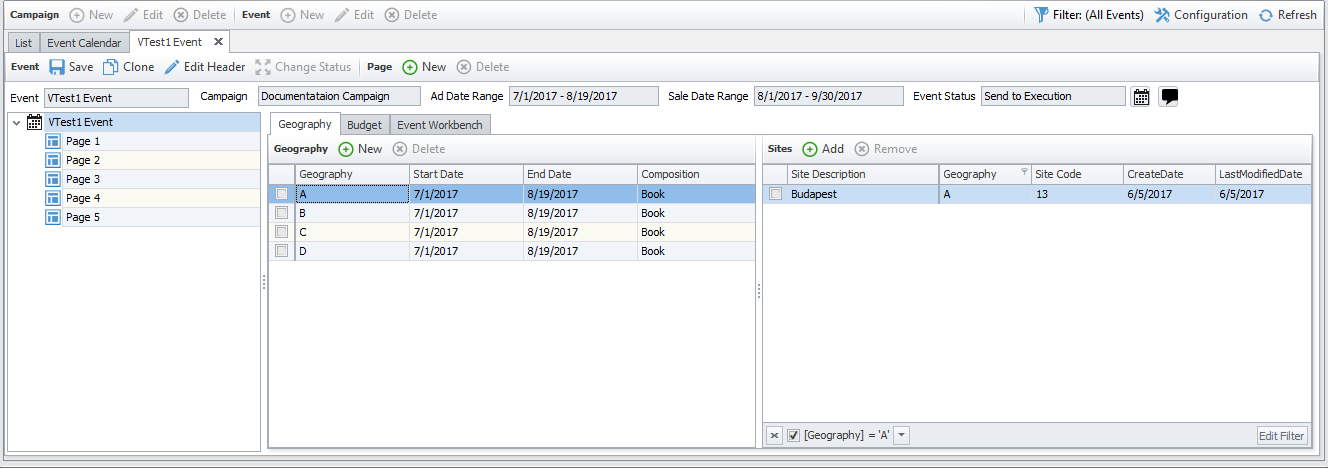 Campaign New Edit Delete Event New Edit Delete Filter: (All Events) Configuration Refresh
List Event Calendar VTest1 Event
Event Save Clone Edit Header Change Status Page New Delete
Event VTest1 Event Campaign Documentataion Campaign Ad Date Range 7/1/2017 - 8/19/2017 Sale Date Range 8/1/2017 - 9/30/2017 Event Status Send to Execution
VTest1 Event
Page 1
Page 2
Page 3
Page 4
Page 5
Geography Budget Event Workbench
Geography New Delete
Geography Start Date End Date Composition
A 7/1/2017 8/19/2017 Book
B 7/1/2017 8/19/2017 Book
C 7/1/2017 8/19/2017 Book
D 7/1/2017 8/19/2017 Book
Sites Add Remove
Site Description Geography Site Code CreateDate LastModifiedDate
Budapest A 13 6/5/2017 6/5/2017
[Geography] = 'A' Edit Filter